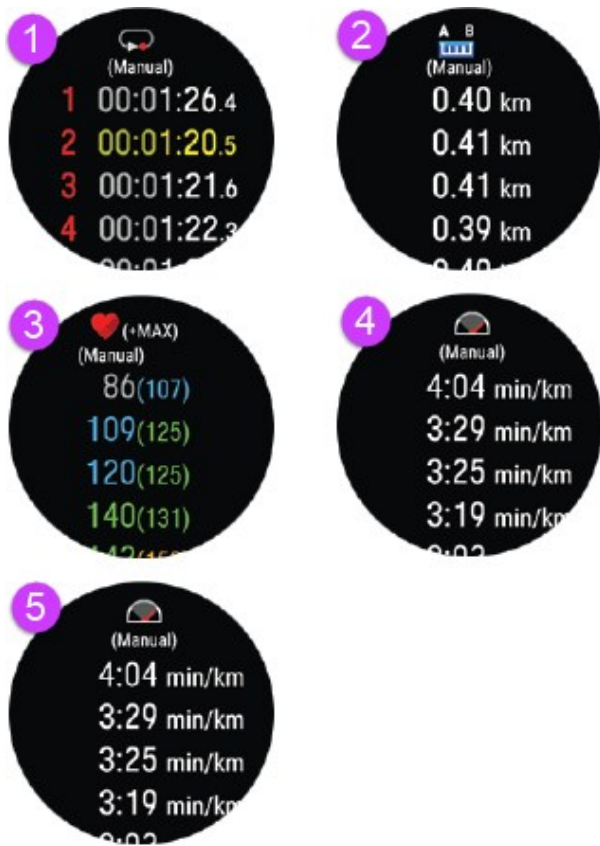 1
(Manual)
1 00:01:26.4
2 00:01:20.5
3 00:01:21.6
4 00:01:22.3
2
A B
(Manual)
0.40 km
0.41 km
0.41 km
0.39 km
3
(+MAX)
(Manual)
86(107)
109(125)
120(125)
140(131)
4
(Manual)
4:04 min/km
3:29 min/km
3:25 min/km
3:19 min/km
5
(Manual)
4:04 min/km
3:29 min/km
3:25 min/km
3:19 min/km